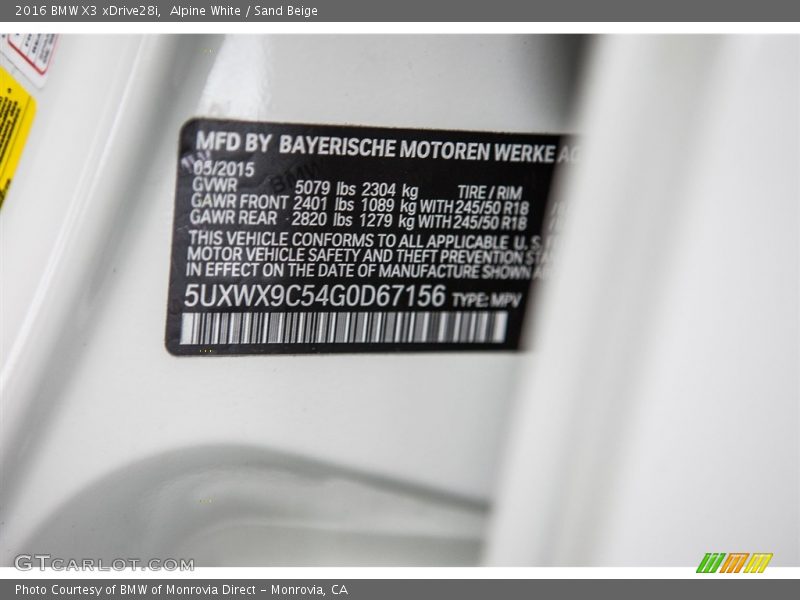 2016 BMW X3 xDrive28i, Alpine White / Sand Beige
MFD BY BAYERISCHE MOTOREN WERKE AG
05/2015
GVWR 5079 lbs 2304 kg TIRE / RIM
GAWR FRONT 2401 lbs 1089 kg WITH 245/50 R18
GAWR REAR 2820 lbs 1279 kg WITH 245/50 R18
THIS VEHICLE CONFORMS TO ALL APPLICABLE U.S.
MOTOR VEHICLE SAFETY AND THEFT PREVENTION STA
IN EFFECT ON THE DATE OF MANUFACTURE SHOWN
5UXWX9C54G0D67156 TYPE: MPV
GTCARLOT.COM
Photo Courtesy of BMW of Monrovia Direct – Monrovia, CA